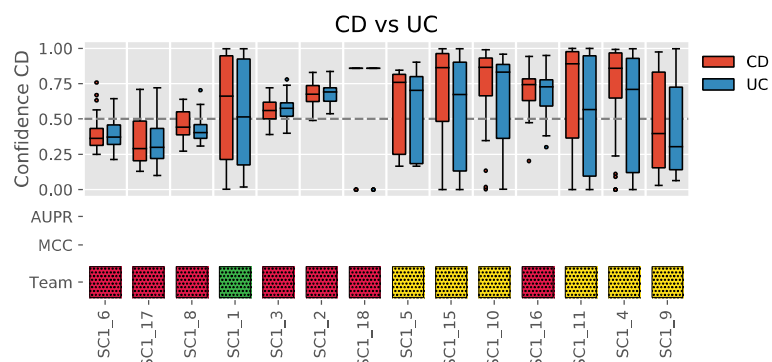 CD vs UC
Confidence CD
1.00
0.75
0.50
0.25
0.00
CD
UC
AUPR
MCC
Team
SC1_6
SC1_17
SC1_8
SC1_1
SC1_3
SC1_2
SC1_18
SC1_5
SC1_15
SC1_10
SC1_16
SC1_11
SC1_4
SC1_9